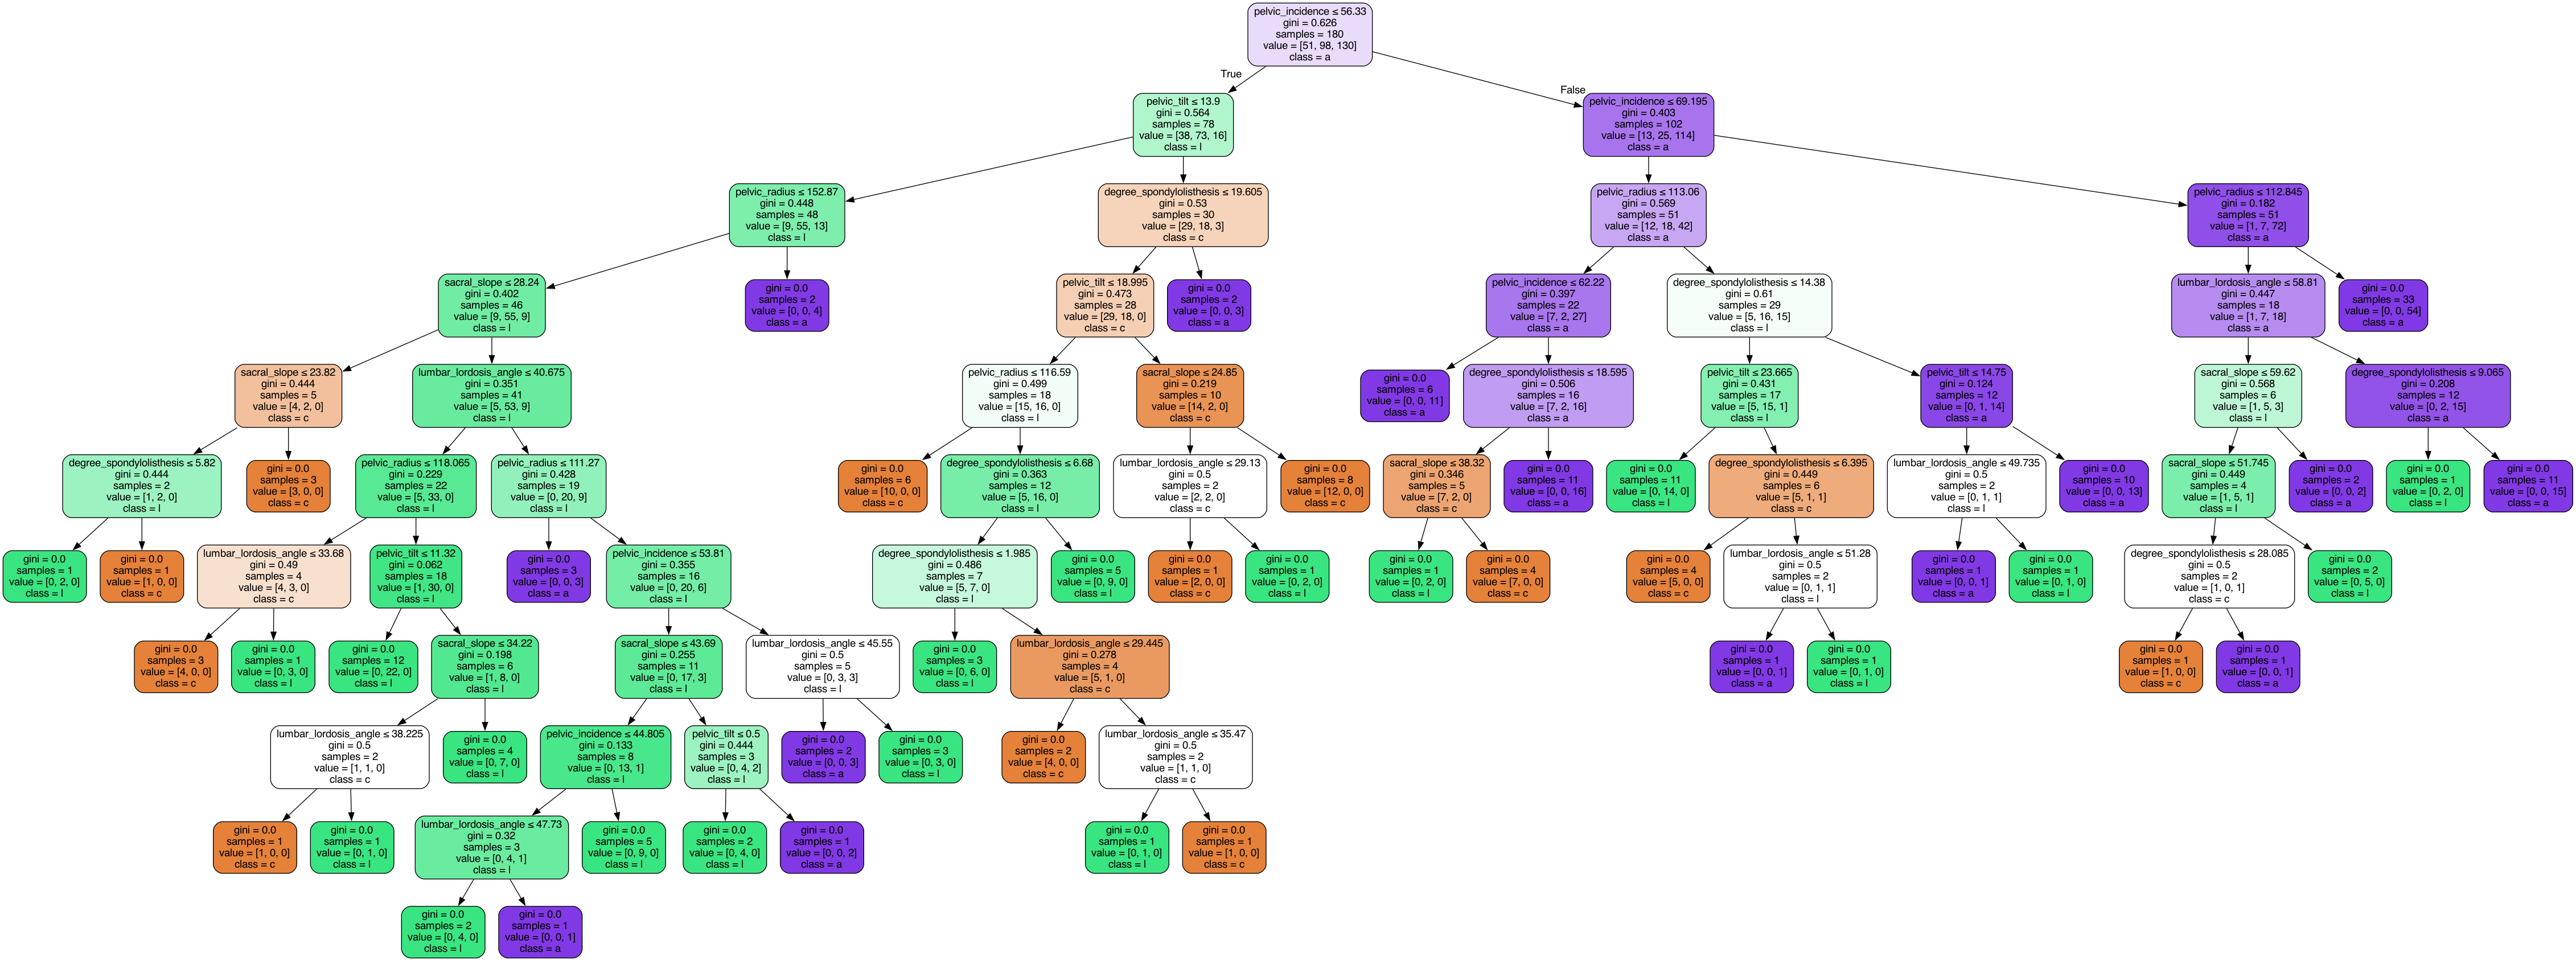 pelvic_incidence ≤ 56.33
gini = 0.626
samples = 180
value = [51, 98, 130]
class = a
True
False
pelvic_tilt ≤ 13.9
gini = 0.564
samples = 78
value = [38, 73, 16]
class = l
pelvic_incidence ≤ 69.195
gini = 0.403
samples = 102
value = [13, 25, 114]
class = a
pelvic_radius ≤ 152.87
gini = 0.448
samples = 48
value = [9, 55, 13]
class = l
degree_spondylolisthesis ≤ 19.605
gini = 0.53
samples = 30
value = [29, 18, 3]
class = c
pelvic_radius ≤ 113.06
gini = 0.569
samples = 51
value = [12, 18, 42]
class = a
pelvic_radius ≤ 112.845
gini = 0.182
samples = 51
value = [1, 7, 72]
class = a
sacral_slope ≤ 28.24
gini = 0.402
samples = 46
value = [9, 55, 9]
class = l
gini = 0.0
samples = 2
value = [0, 0, 4]
class = a
pelvic_tilt ≤ 18.995
gini = 0.473
samples = 28
value = [29, 18, 0]
class = c
gini = 0.0
samples = 2
value = [0, 0, 3]
class = a
pelvic_incidence ≤ 62.22
gini = 0.397
samples = 22
value = [7, 2, 27]
class = a
degree_spondylolisthesis ≤ 14.38
gini = 0.61
samples = 29
value = [5, 16, 15]
class = l
lumbar_lordosis_angle ≤ 58.81
gini = 0.447
samples = 18
value = [1, 7, 18]
class = a
gini = 0.0
samples = 33
value = [0, 0, 54]
class = a
sacral_slope ≤ 23.82
gini = 0.444
samples = 5
value = [4, 2, 0]
class = c
lumbar_lordosis_angle ≤ 40.675
gini = 0.351
samples = 41
value = [5, 53, 9]
class = l
pelvic_radius ≤ 116.59
gini = 0.499
samples = 18
value = [15, 16, 0]
class = l
sacral_slope ≤ 24.85
gini = 0.219
samples = 10
value = [14, 2, 0]
class = c
gini = 0.0
samples = 6
value = [0, 0, 11]
class = a
degree_spondylolisthesis ≤ 18.595
gini = 0.506
samples = 16
value = [7, 2, 16]
class = a
pelvic_tilt ≤ 23.665
gini = 0.431
samples = 17
value = [5, 15, 1]
class = l
pelvic_tilt ≤ 14.75
gini = 0.124
samples = 12
value = [0, 1, 14]
class = a
sacral_slope ≤ 59.62
gini = 0.568
samples = 6
value = [1, 5, 3]
class = l
degree_spondylolisthesis ≤ 9.065
gini = 0.208
samples = 12
value = [0, 2, 15]
class = a
degree_spondylolisthesis ≤ 5.82
gini = 0.444
samples = 2
value = [1, 2, 0]
class = l
gini = 0.0
samples = 3
value = [3, 0, 0]
class = c
pelvic_radius ≤ 118.065
gini = 0.229
samples = 22
value = [5, 33, 0]
class = l
pelvic_radius ≤ 111.27
gini = 0.428
samples = 19
value = [0, 20, 9]
class = l
gini = 0.0
samples = 6
value = [10, 0, 0]
class = c
degree_spondylolisthesis ≤ 6.68
gini = 0.363
samples = 12
value = [5, 16, 0]
class = l
lumbar_lordosis_angle ≤ 29.13
gini = 0.5
samples = 2
value = [2, 2, 0]
class = c
gini = 0.0
samples = 8
value = [12, 0, 0]
class = c
sacral_slope ≤ 38.32
gini = 0.346
samples = 5
value = [7, 2, 0]
class = c
gini = 0.0
samples = 11
value = [0, 0, 16]
class = a
gini = 0.0
samples = 11
value = [0, 14, 0]
class = l
degree_spondylolisthesis ≤ 6.395
gini = 0.449
samples = 6
value = [5, 1, 1]
class = c
lumbar_lordosis_angle ≤ 49.735
gini = 0.5
samples = 2
value = [0, 1, 1]
class = l
gini = 0.0
samples = 10
value = [0, 0, 13]
class = a
sacral_slope ≤ 51.745
gini = 0.449
samples = 4
value = [1, 5, 1]
class = l
gini = 0.0
samples = 2
value = [0, 0, 2]
class = a
gini = 0.0
samples = 1
value = [0, 2, 0]
class = l
gini = 0.0
samples = 11
value = [0, 0, 15]
class = a
gini = 0.0
samples = 1
value = [0, 2, 0]
class = l
gini = 0.0
samples = 1
value = [1, 0, 0]
class = c
lumbar_lordosis_angle ≤ 33.68
gini = 0.49
samples = 4
value = [4, 3, 0]
class = c
pelvic_tilt ≤ 11.32
gini = 0.062
samples = 18
value = [1, 30, 0]
class = l
gini = 0.0
samples = 3
value = [0, 0, 3]
class = a
pelvic_incidence ≤ 53.81
gini = 0.355
samples = 16
value = [0, 20, 6]
class = l
degree_spondylolisthesis ≤ 1.985
gini = 0.486
samples = 7
value = [5, 7, 0]
class = l
gini = 0.0
samples = 5
value = [0, 9, 0]
class = l
gini = 0.0
samples = 1
value = [2, 0, 0]
class = c
gini = 0.0
samples = 1
value = [0, 2, 0]
class = l
gini = 0.0
samples = 1
value = [0, 2, 0]
class = l
gini = 0.0
samples = 4
value = [7, 0, 0]
class = c
gini = 0.0
samples = 4
value = [5, 0, 0]
class = c
lumbar_lordosis_angle ≤ 51.28
gini = 0.5
samples = 2
value = [0, 1, 1]
class = l
gini = 0.0
samples = 1
value = [0, 0, 1]
class = a
gini = 0.0
samples = 1
value = [0, 1, 0]
class = l
degree_spondylolisthesis ≤ 28.085
gini = 0.5
samples = 2
value = [1, 0, 1]
class = c
gini = 0.0
samples = 2
value = [0, 5, 0]
class = l
gini = 0.0
samples = 3
value = [4, 0, 0]
class = c
gini = 0.0
samples = 1
value = [0, 3, 0]
class = l
gini = 0.0
samples = 12
value = [0, 22, 0]
class = l
sacral_slope ≤ 34.22
gini = 0.198
samples = 6
value = [1, 8, 0]
class = l
sacral_slope ≤ 43.69
gini = 0.255
samples = 11
value = [0, 17, 3]
class = l
lumbar_lordosis_angle ≤ 45.55
gini = 0.5
samples = 5
value = [0, 3, 3]
class = l
gini = 0.0
samples = 3
value = [0, 6, 0]
class = l
lumbar_lordosis_angle ≤ 29.445
gini = 0.278
samples = 4
value = [5, 1, 0]
class = c
gini = 0.0
samples = 1
value = [0, 0, 1]
class = a
gini = 0.0
samples = 1
value = [0, 1, 0]
class = l
gini = 0.0
samples = 1
value = [1, 0, 0]
class = c
gini = 0.0
samples = 1
value = [0, 0, 1]
class = a
lumbar_lordosis_angle ≤ 38.225
gini = 0.5
samples = 2
value = [1, 1, 0]
class = c
gini = 0.0
samples = 4
value = [0, 7, 0]
class = l
pelvic_incidence ≤ 44.805
gini = 0.133
samples = 8
value = [0, 13, 1]
class = l
pelvic_tilt ≤ 0.5
gini = 0.444
samples = 3
value = [0, 4, 2]
class = l
gini = 0.0
samples = 2
value = [0, 0, 3]
class = a
gini = 0.0
samples = 3
value = [0, 3, 0]
class = l
gini = 0.0
samples = 2
value = [4, 0, 0]
class = c
lumbar_lordosis_angle ≤ 35.47
gini = 0.5
samples = 2
value = [1, 1, 0]
class = c
gini = 0.0
samples = 1
value = [1, 0, 0]
class = c
gini = 0.0
samples = 1
value = [0, 1, 0]
class = l
lumbar_lordosis_angle ≤ 47.73
gini = 0.32
samples = 3
value = [0, 4, 1]
class = l
gini = 0.0
samples = 5
value = [0, 9, 0]
class = l
gini = 0.0
samples = 2
value = [0, 4, 0]
class = l
gini = 0.0
samples = 1
value = [0, 0, 2]
class = a
gini = 0.0
samples = 1
value = [0, 1, 0]
class = l
gini = 0.0
samples = 1
value = [1, 0, 0]
class = c
gini = 0.0
samples = 2
value = [0, 4, 0]
class = l
gini = 0.0
samples = 1
value = [0, 0, 1]
class = a